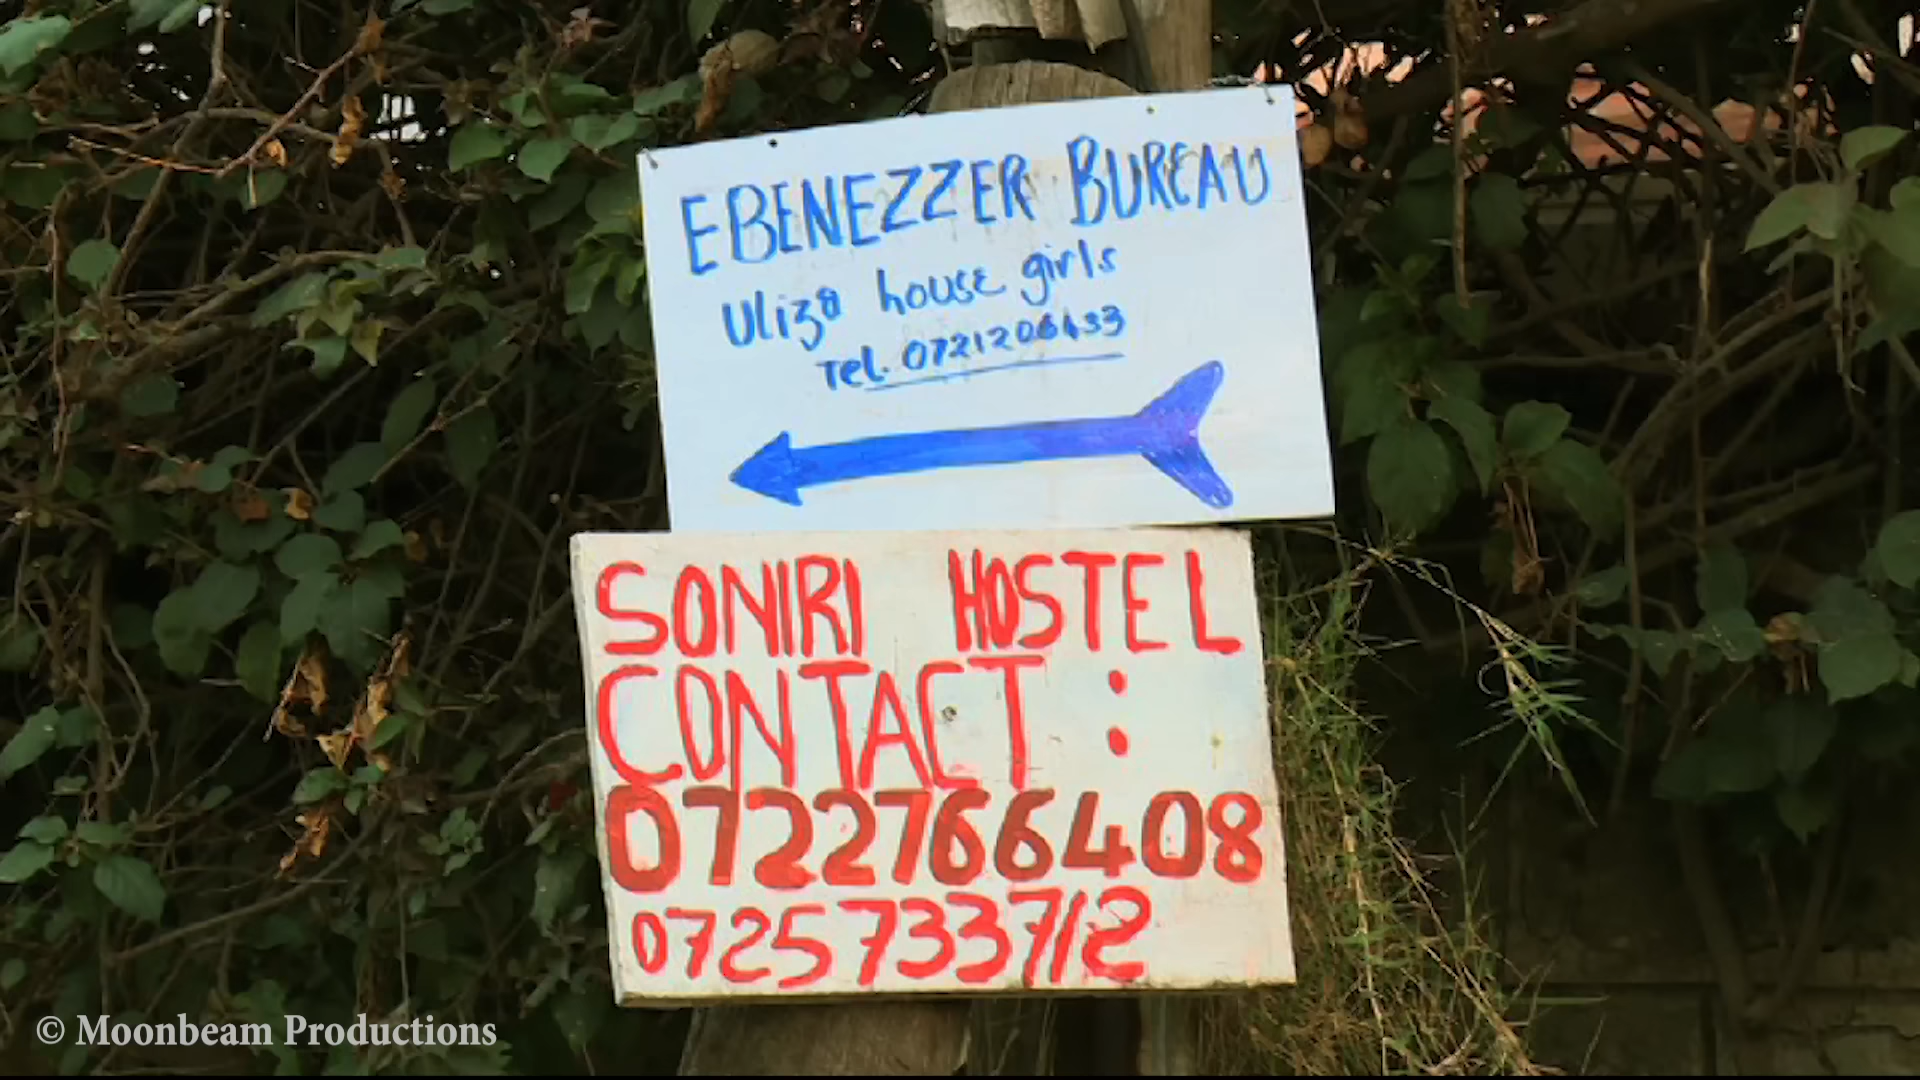 EBENEZZER BUREAU
Uliza house girls
Tel. 0721206433
SONIRI HOSTEL
CONTACT :
0722766408
0725733712
© Moonbeam Productions